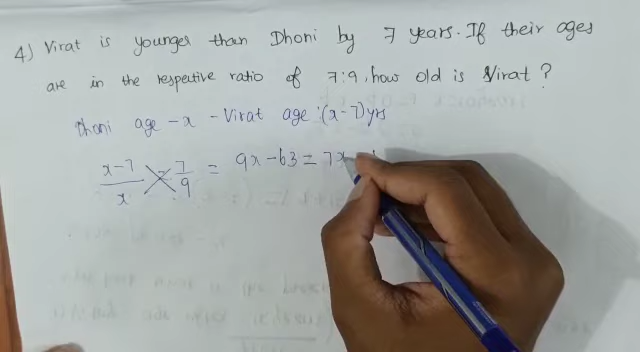 4) Virat is younger than Dhoni by 7 years. If their ages
are in the respetive ratio of 7:9, how old is Virat?
Dhoni age - x - Virat age : (x-7) yrs
x-7/x = 7/9 = 9x - 63 = 7x